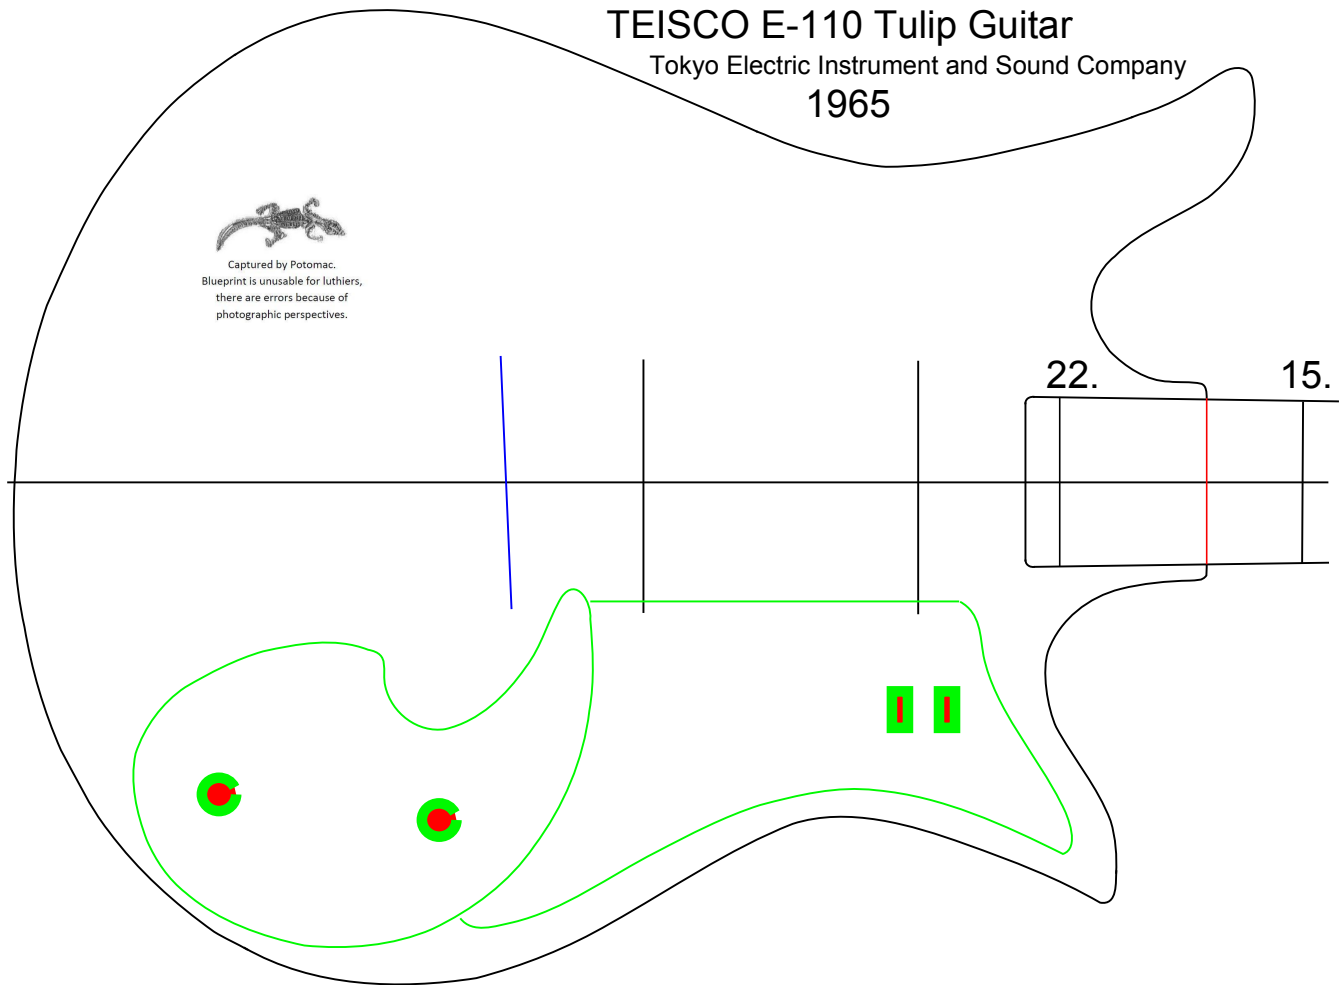 TEISCO E-110 Tulip Guitar
Tokyo Electric Instrument and Sound Company
1965
Captured by Potomac.
Blueprint is unusable for luthiers,
there are errors because of
photographic perspectives.
22.
15.